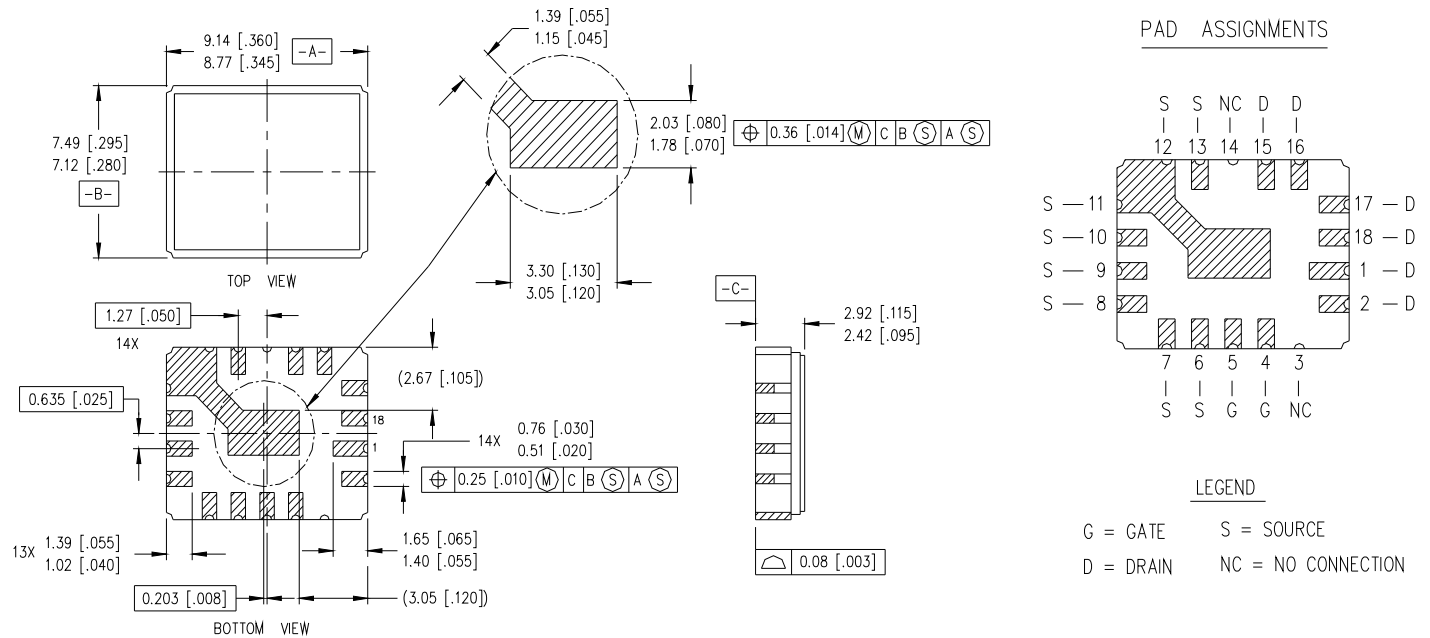 9.14 [.360]
8.77 [.345]
-A-
7.49 [.295]
7.12 [.280]
-B-
TOP VIEW
1.39 [.055]
1.15 [.045]
2.03 [.080]
1.78 [.070]
⌖ 0.36 [.014] Ⓜ C B Ⓢ A Ⓢ
3.30 [.130]
3.05 [.120]
1.27 [.050]
14X
0.635 [.025]
(2.67 [.105])
18
1
14X
0.76 [.030]
0.51 [.020]
⌖ 0.25 [.010] Ⓜ C B Ⓢ A Ⓢ
13X 1.39 [.055]
1.02 [.040]
1.65 [.065]
1.40 [.055]
0.203 [.008]
(3.05 [.120])
BOTTOM VIEW
-C-
2.92 [.115]
2.42 [.095]
⌓ 0.08 [.003]
PAD ASSIGNMENTS
S S NC D D
12 13 14 15 16
S — 11
S — 10
S — 9
S — 8
17 — D
18 — D
1 — D
2 — D
7 6 5 4 3
S S G G NC
LEGEND
G = GATE S = SOURCE
D = DRAIN NC = NO CONNECTION